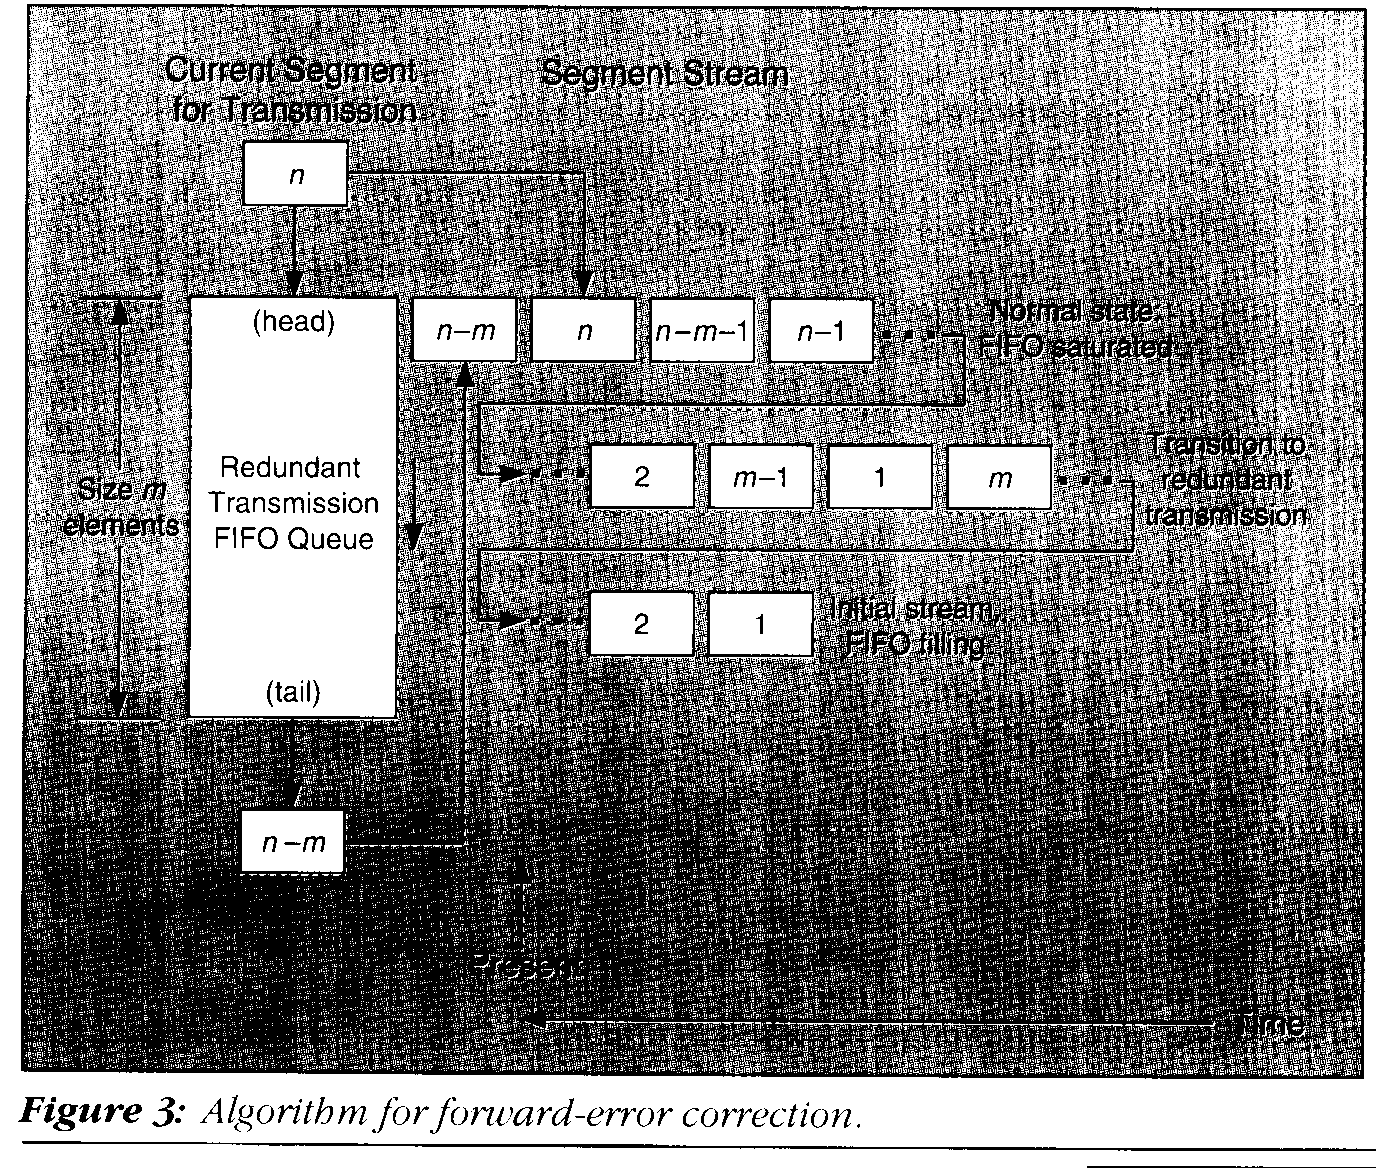 Current Segment
for Transmission
Segment Stream
n
(head)
n–m
n
n–m–1
n–1
Normal state,
FIFO saturated
Redundant
Transmission
FIFO Queue
Size m
elements
2
m–1
1
m
Transition to
redundant
transmission
2
1
Initial stream,
FIFO filling
(tail)
n–m
Present
Time
Figure 3: Algorithm for forward-error correction.